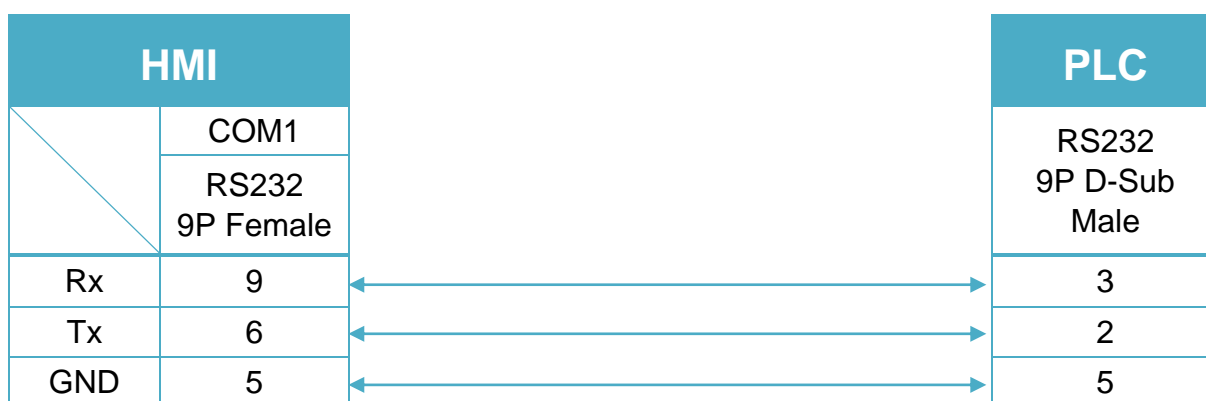 HMI
PLC
COM1
RS232
9P Female
RS232
9P D-Sub
Male
Rx 9 3
Tx 6 2
GND 5 5